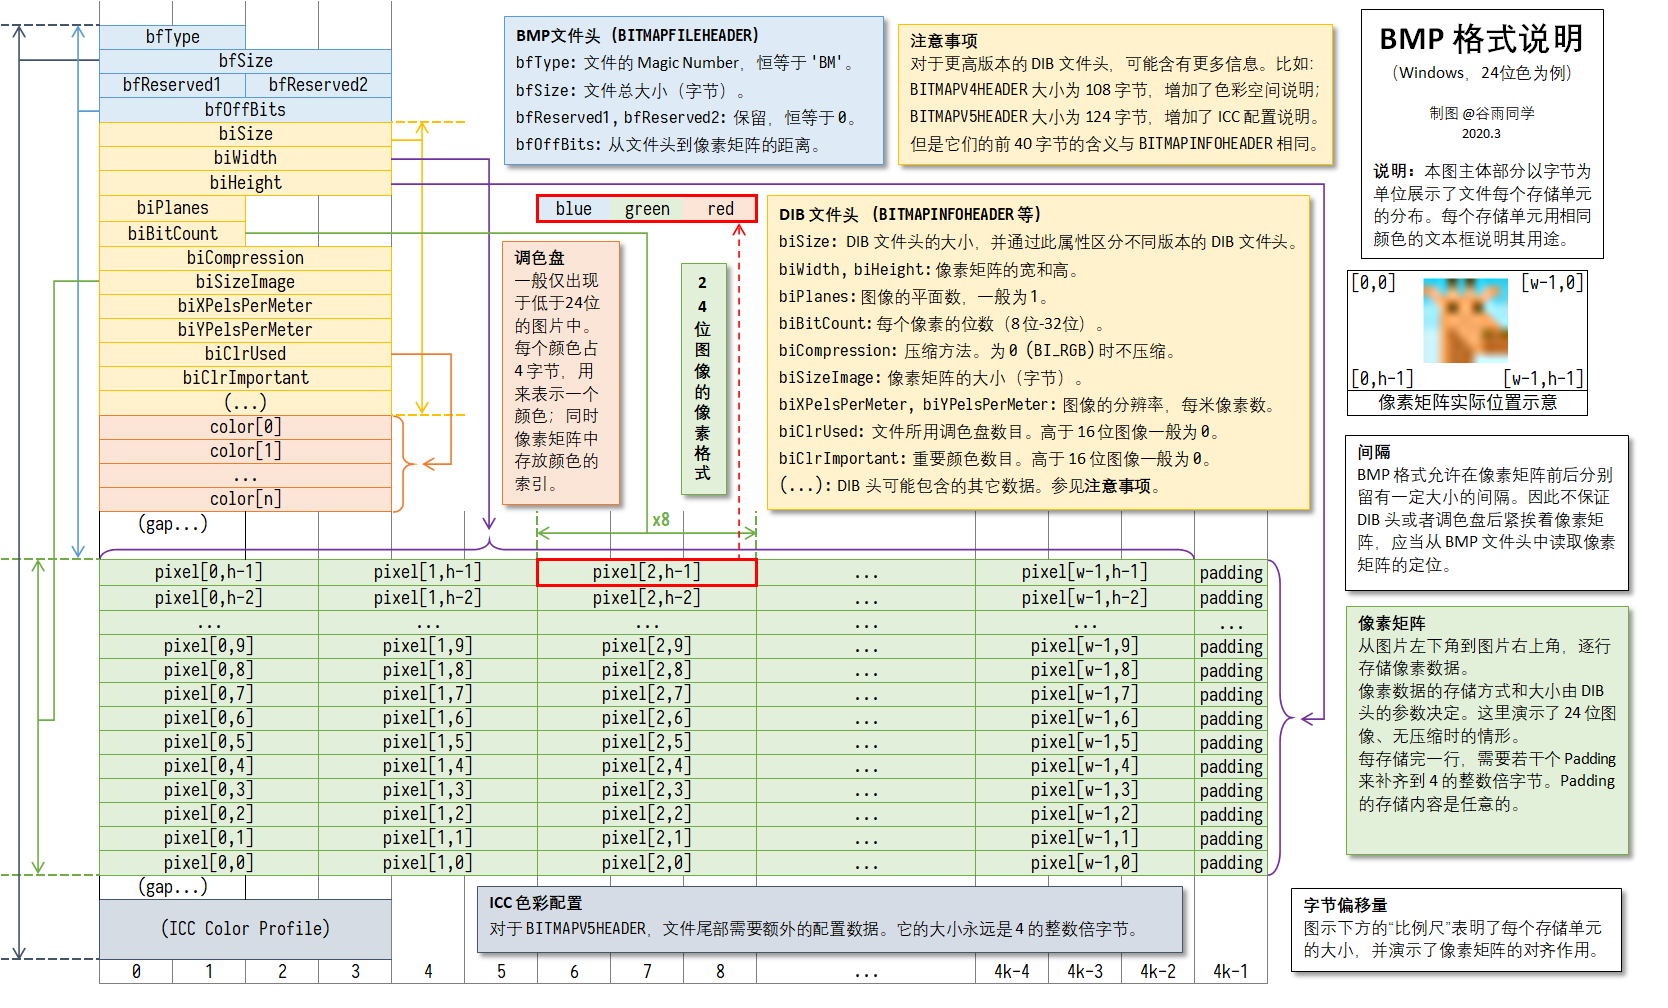 bfType
bfSize
bfReserved1 bfReserved2
bfOffBits
biSize
biWidth
biHeight
biPlanes
biBitCount
biCompression
biSizeImage
biXPelsPerMeter
biYPelsPerMeter
biClrUsed
biClrImportant
(...)
color[0]
color[1]
...
color[n]
(gap...)
BMP文件头（BITMAPFILEHEADER）
bfType: 文件的 Magic Number，恒等于 'BM'。
bfSize: 文件总大小（字节）。
bfReserved1, bfReserved2: 保留，恒等于 0。
bfOffBits: 从文件头到像素矩阵的距离。
注意事项
对于更高版本的 DIB 文件头，可能含有更多信息。比如：
BITMAPV4HEADER 大小为 108 字节，增加了色彩空间说明；
BITMAPV5HEADER 大小为 124 字节，增加了 ICC 配置说明。
但是它们的前 40 字节的含义与 BITMAPINFOHEADER 相同。
BMP 格式说明
（Windows，24位色为例）
制图 @谷雨同学
2020.3
说明：本图主体部分以字节为
单位展示了文件每个存储单元
的分布。每个存储单元用相同
颜色的文本框说明其用途。
blue green red
调色盘
一般仅出现
于低于24位
的图片中。
每个颜色占
4 字节，用
来表示一个
颜色；同时
像素矩阵中
存放颜色的
索引。
2
4
位
图
像
的
像
素
格
式
x8
DIB 文件头 （BITMAPINFOHEADER 等）
biSize: DIB 文件头的大小，并通过此属性区分不同版本的 DIB 文件头。
biWidth, biHeight: 像素矩阵的宽和高。
biPlanes: 图像的平面数，一般为 1。
biBitCount: 每个像素的位数（8 位-32位）。
biCompression: 压缩方法。为 0（BI_RGB）时不压缩。
biSizeImage: 像素矩阵的大小（字节）。
biXPelsPerMeter, biYPelsPerMeter: 图像的分辨率，每米像素数。
biClrUsed: 文件所用调色盘数目。高于 16 位图像一般为 0。
biClrImportant: 重要颜色数目。高于 16 位图像一般为 0。
(...): DIB 头可能包含的其它数据。参见注意事项。
[0,0] [w-1,0]
[0,h-1] [w-1,h-1]
像素矩阵实际位置示意
间隔
BMP 格式允许在像素矩阵前后分别
留有一定大小的间隔。因此不保证
DIB 头或者调色盘后紧挨着像素矩
阵，应当从 BMP 文件头中读取像素
矩阵的定位。
pixel[0,h-1] pixel[1,h-1] pixel[2,h-1] ... pixel[w-1,h-1] padding
pixel[0,h-2] pixel[1,h-2] pixel[2,h-2] ... pixel[w-1,h-2] padding
... ... ... ... ... ...
pixel[0,9] pixel[1,9] pixel[2,9] ... pixel[w-1,9] padding
pixel[0,8] pixel[1,8] pixel[2,8] ... pixel[w-1,8] padding
pixel[0,7] pixel[1,7] pixel[2,7] ... pixel[w-1,7] padding
pixel[0,6] pixel[1,6] pixel[2,6] ... pixel[w-1,6] padding
pixel[0,5] pixel[1,5] pixel[2,5] ... pixel[w-1,5] padding
pixel[0,4] pixel[1,4] pixel[2,4] ... pixel[w-1,4] padding
pixel[0,3] pixel[1,3] pixel[2,3] ... pixel[w-1,3] padding
pixel[0,2] pixel[1,2] pixel[2,2] ... pixel[w-1,2] padding
pixel[0,1] pixel[1,1] pixel[2,1] ... pixel[w-1,1] padding
pixel[0,0] pixel[1,0] pixel[2,0] ... pixel[w-1,0] padding
像素矩阵
从图片左下角到图片右上角，逐行
存储像素数据。
像素数据的存储方式和大小由 DIB
头的参数决定。这里演示了 24 位图
像、无压缩时的情形。
每存储完一行，需要若干个 Padding
来补齐到 4 的整数倍字节。Padding
的存储内容是任意的。
(gap...)
(ICC Color Profile)
ICC 色彩配置
对于 BITMAPV5HEADER，文件尾部需要额外的配置数据。它的大小永远是 4 的整数倍字节。
字节偏移量
图示下方的“比例尺”表明了每个存储单元
的大小，并演示了像素矩阵的对齐作用。
0 1 2 3 4 5 6 7 8 ... 4k-4 4k-3 4k-2 4k-1